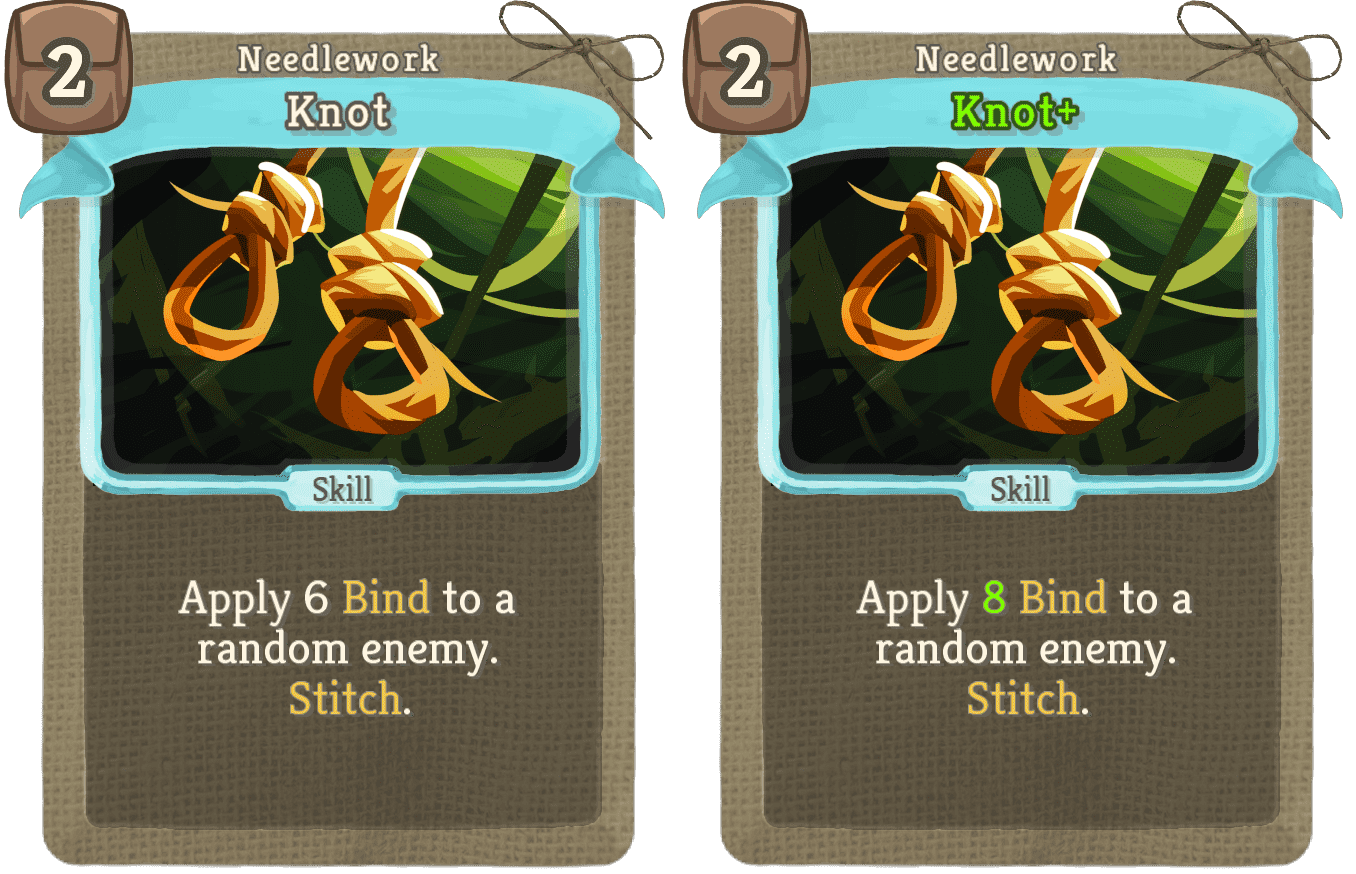 2
Needlework
Knot
Skill
Apply 6 Bind to a
random enemy.
Stitch.
2
Needlework
Knot+
Skill
Apply 8 Bind to a
random enemy.
Stitch.